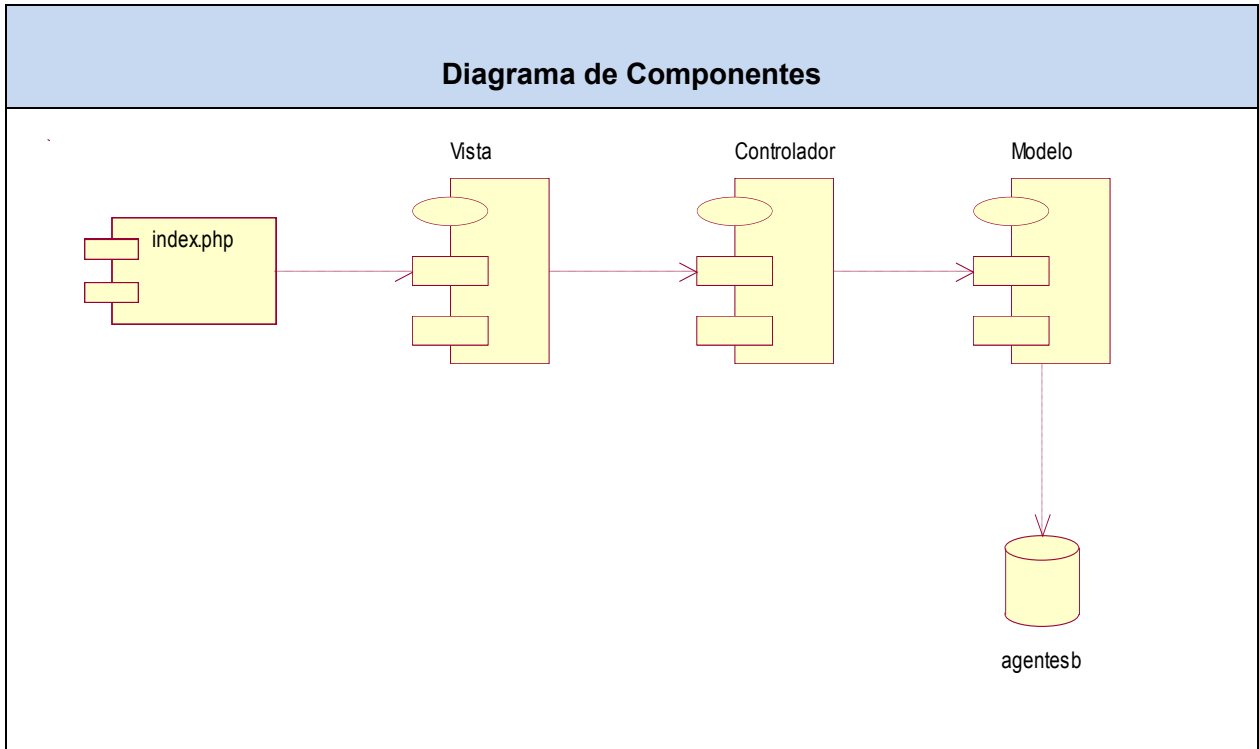 Diagrama de Componentes
Vista
Controlador
Modelo
index.php
agentesb